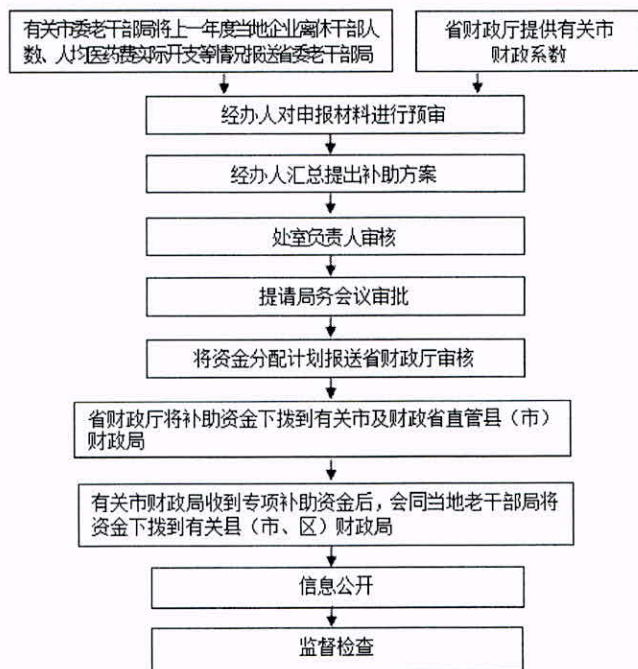 有关市委老干部局将上一年度当地企业离休干部人
数、人均医药费实际开支等情况报送省委老干部局
省财政厅提供有关市
财政系数
经办人对申报材料进行预审
经办人汇总提出补助方案
处室负责人审核
提请局务会议审批
将资金分配计划报送省财政厅审核
省财政厅将补助资金下拨到有关市及财政省直管县（市）
财政局
有关市财政局收到专项补助资金后，会同当地老干部局将
资金下拨到有关县（市、区）财政局
信息公开
监督检查